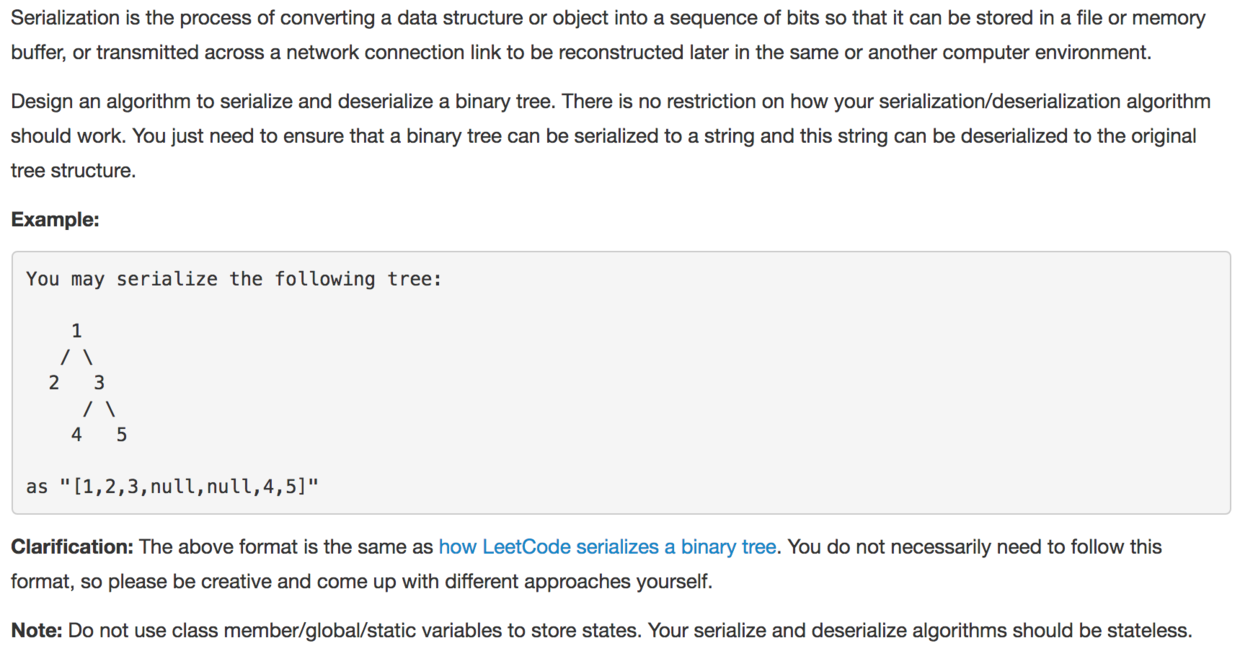 Serialization is the process of converting a data structure or object into a sequence of bits so that it can be stored in a file or memory
buffer, or transmitted across a network connection link to be reconstructed later in the same or another computer environment.
Design an algorithm to serialize and deserialize a binary tree. There is no restriction on how your serialization/deserialization algorithm
should work. You just need to ensure that a binary tree can be serialized to a string and this string can be deserialized to the original
tree structure.
Example:
You may serialize the following tree:
    1
   / \
  2   3
     / \
    4   5
as "[1,2,3,null,null,4,5]"
Clarification: The above format is the same as how LeetCode serializes a binary tree. You do not necessarily need to follow this
format, so please be creative and come up with different approaches yourself.
Note: Do not use class member/global/static variables to store states. Your serialize and deserialize algorithms should be stateless.